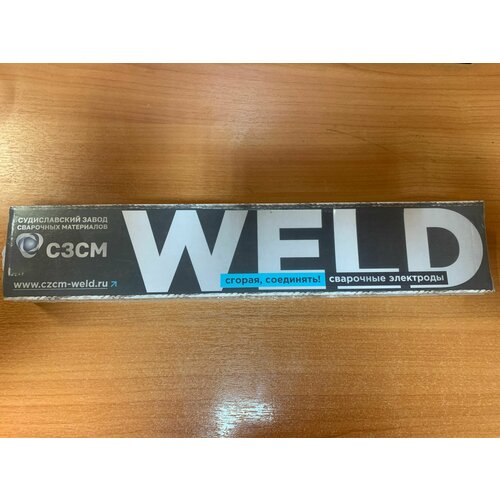 СУДИСЛАВСКИЙ ЗАВОД
СВАРОЧНЫХ МАТЕРИАЛОВ
СЗСМ
www.czcm-weld.ru
WELD
сгорая, соединять! сварочные электроды